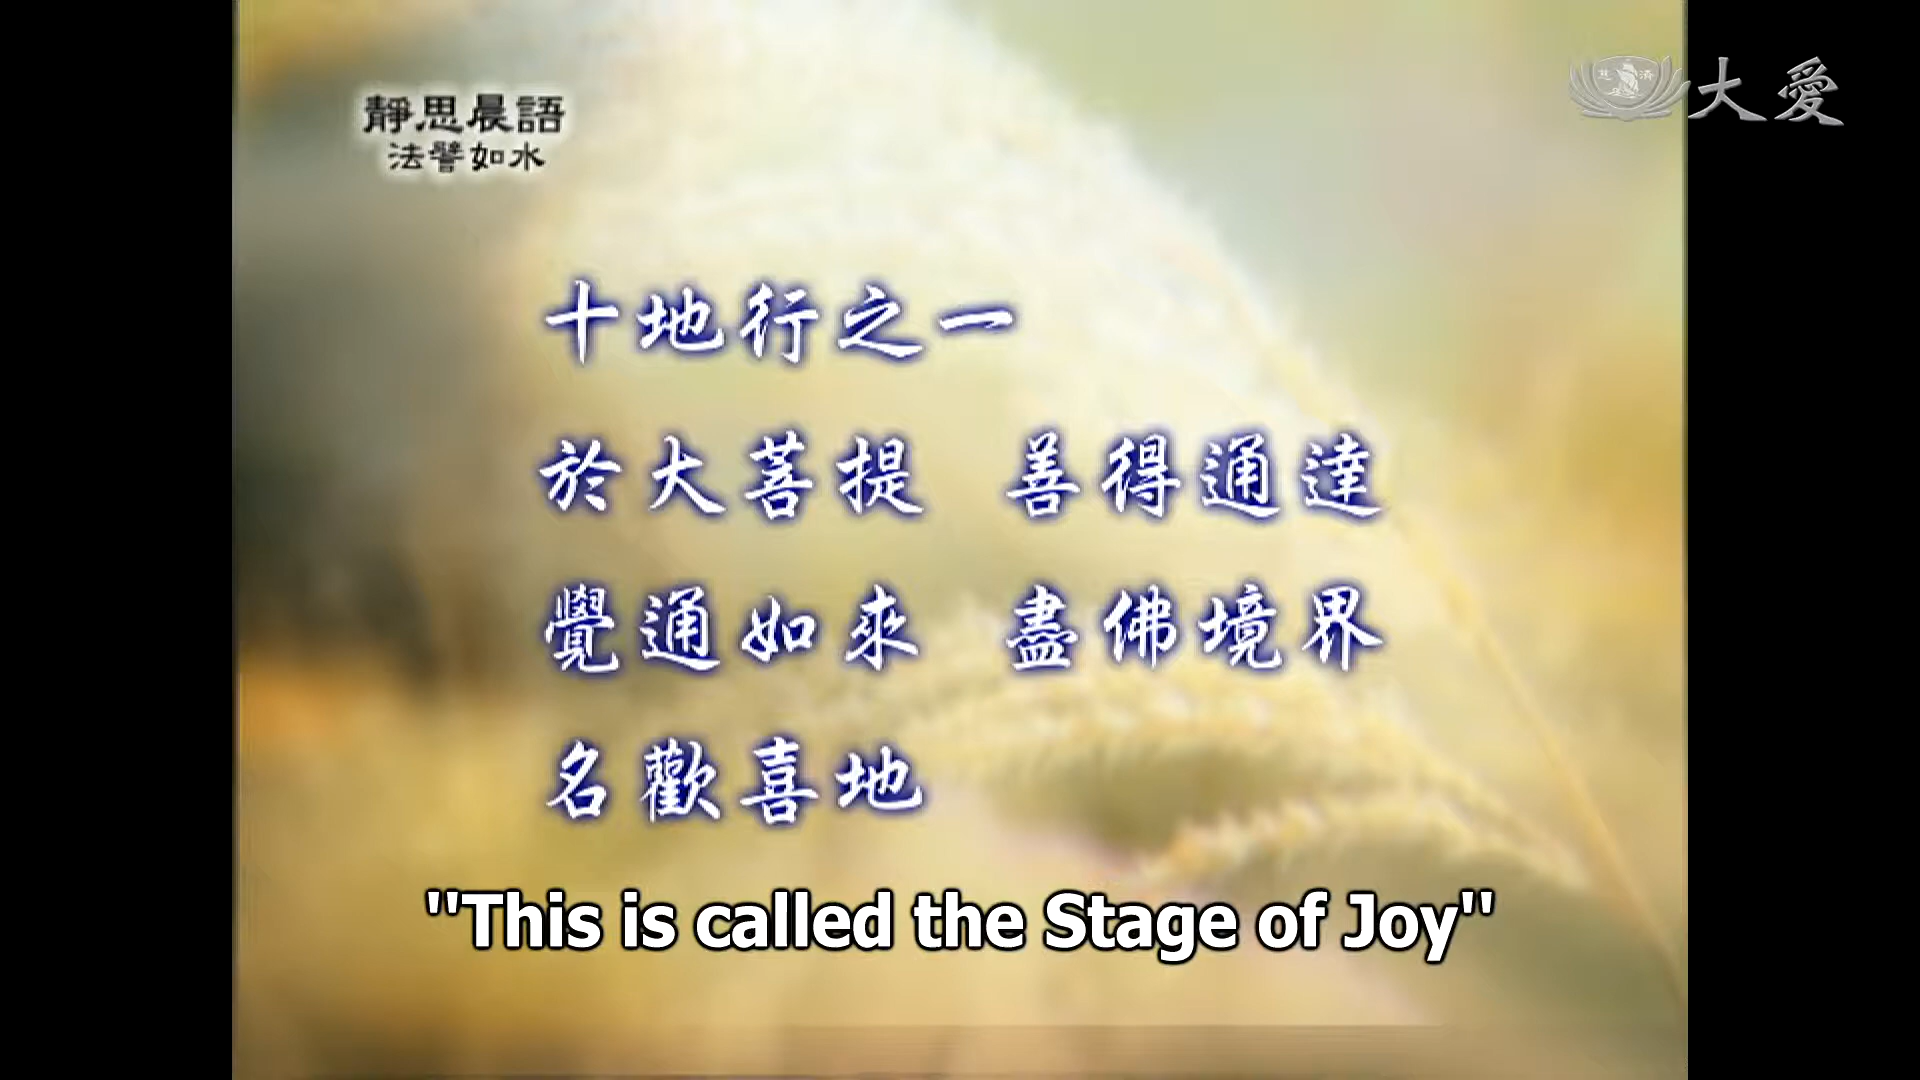 靜思晨語
法譬如水
慈濟
大愛
十地行之一
於大菩提 善得通達
覺通如來 盡佛境界
名歡喜地
"This is called the Stage of Joy"